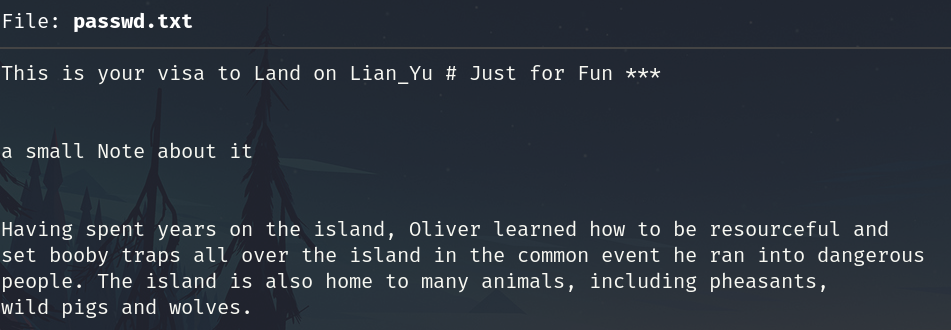 File: passwd.txt
This is your visa to Land on Lian_Yu # Just for Fun ***
a small Note about it
Having spent years on the island, Oliver learned how to be resourceful and
set booby traps all over the island in the common event he ran into dangerous
people. The island is also home to many animals, including pheasants,
wild pigs and wolves.